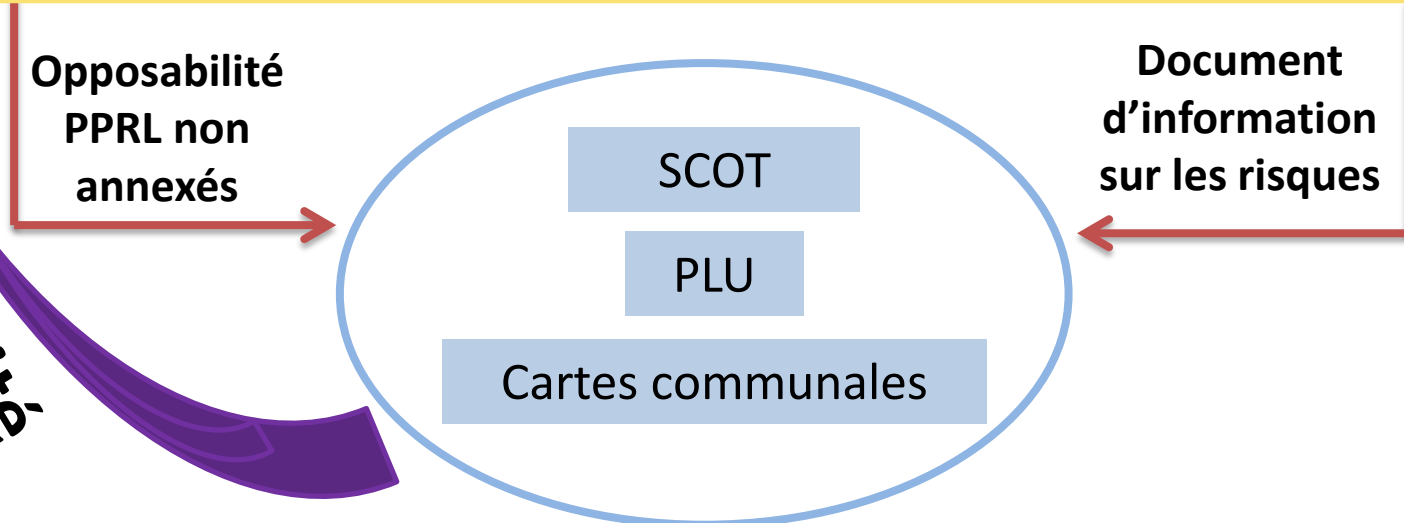 Opposabilité
PPRL non
annexés
Document
d’information
sur les risques
SCOT
PLU
Cartes communales